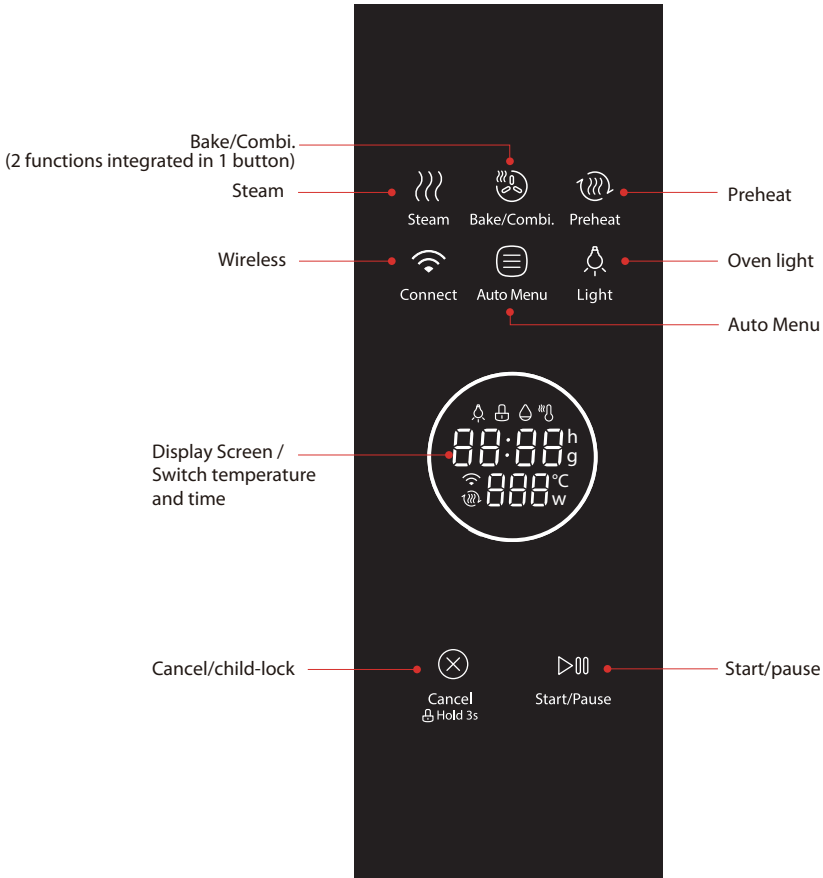 Bake/Combi.
(2 functions integrated in 1 button)
Steam
Preheat
Steam
Bake/Combi.
Preheat
Wireless
Oven light
Connect
Auto Menu
Light
Auto Menu
88:88 h
g
888 °C
w
Display Screen /
Switch temperature
and time
Cancel/child-lock
Start/pause
Cancel
Hold 3s
Start/Pause